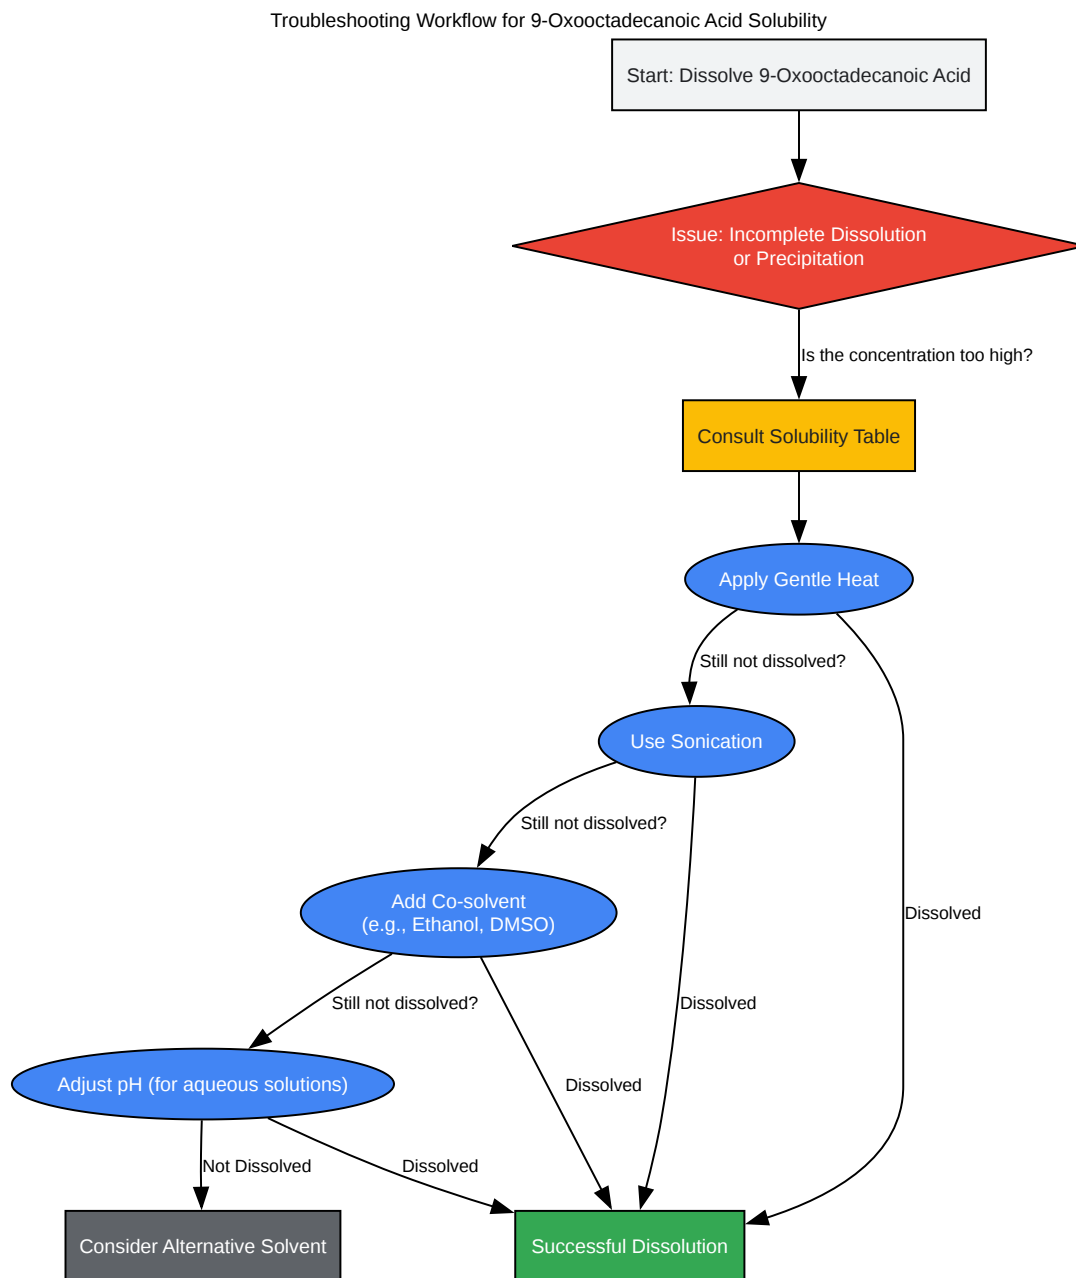 Troubleshooting Workflow for 9-Oxooctadecanoic Acid Solubility
Start: Dissolve 9-Oxooctadecanoic Acid
Issue: Incomplete Dissolution
or Precipitation
Is the concentration too high?
Consult Solubility Table
Apply Gentle Heat
Still not dissolved?
Use Sonication
Still not dissolved?
Add Co-solvent
(e.g., Ethanol, DMSO)
Dissolved
Still not dissolved?
Dissolved
Adjust pH (for aqueous solutions)
Dissolved
Not Dissolved
Dissolved
Consider Alternative Solvent
Successful Dissolution